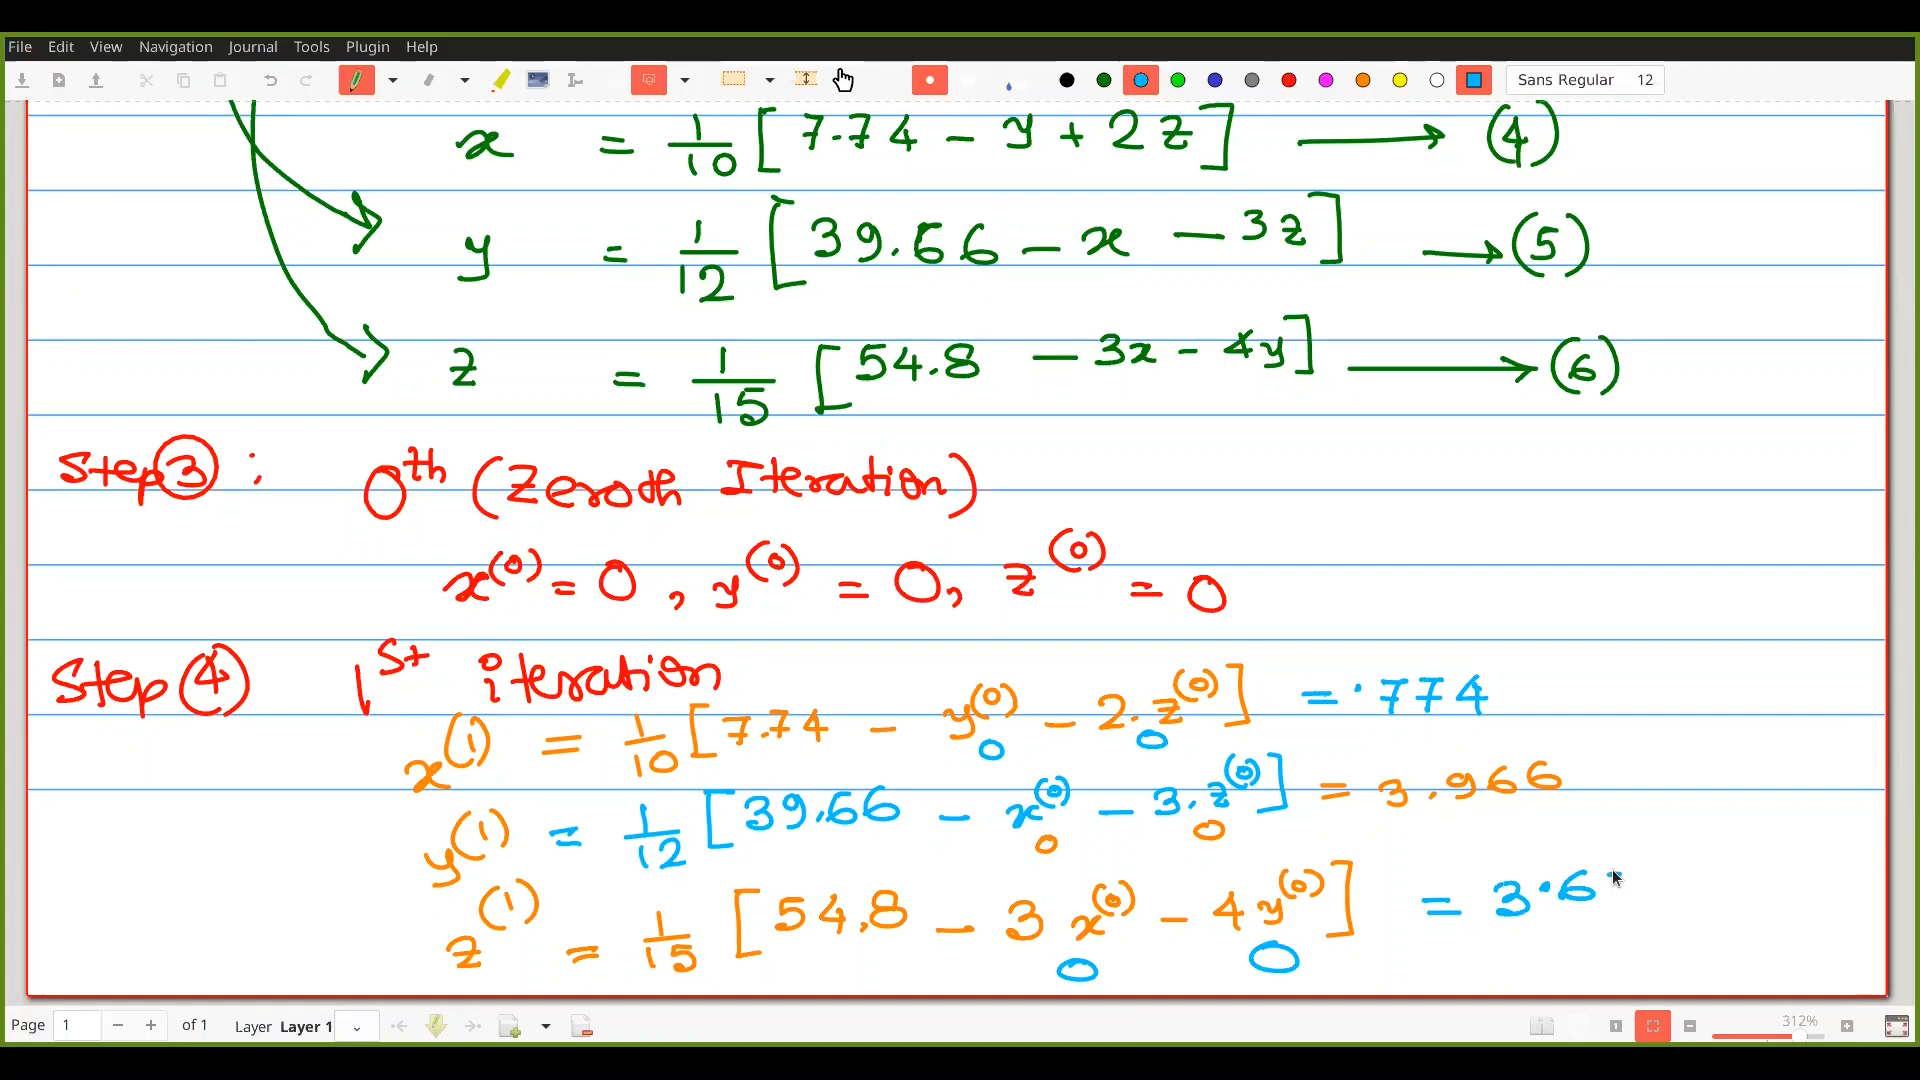 File Edit View Navigation Journal Tools Plugin Help
Sans Regular 12
x = 1/10 [7.74 - y + 2z] → (4)
y = 1/12 [39.66 - x - 3z] → (5)
z = 1/15 [54.8 - 3x - 4y] → (6)
Step 3 : 0th (Zeroth Iteration)
x^(0) = 0, y^(0) = 0, z^(0) = 0
Step 4 1st iteration
x^(1) = 1/10 [7.74 - y^(0) - 2.z^(0)] = .774
0 0
y^(1) = 1/12 [39.66 - x^(0) - 3.z^(0)] = 3.966
0 0
z^(1) = 1/15 [54.8 - 3x^(0) - 4y^(0)] = 3.6
0 0
Page 1 of 1 Layer Layer 1 312%